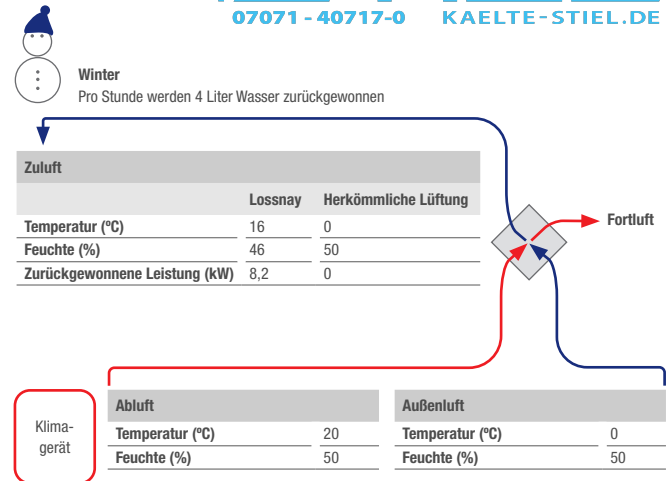 07071 - 40717-0 KAELTE-STIEL.DE
Winter
Pro Stunde werden 4 Liter Wasser zurückgewonnen
Zuluft
Lossnay Herkömmliche Lüftung
Temperatur (ºC) 16 0
Feuchte (%) 46 50
Zurückgewonnene Leistung (kW) 8,2 0
Fortluft
Klima-
gerät
Abluft
Temperatur (ºC) 20
Feuchte (%) 50
Außenluft
Temperatur (ºC) 0
Feuchte (%) 50